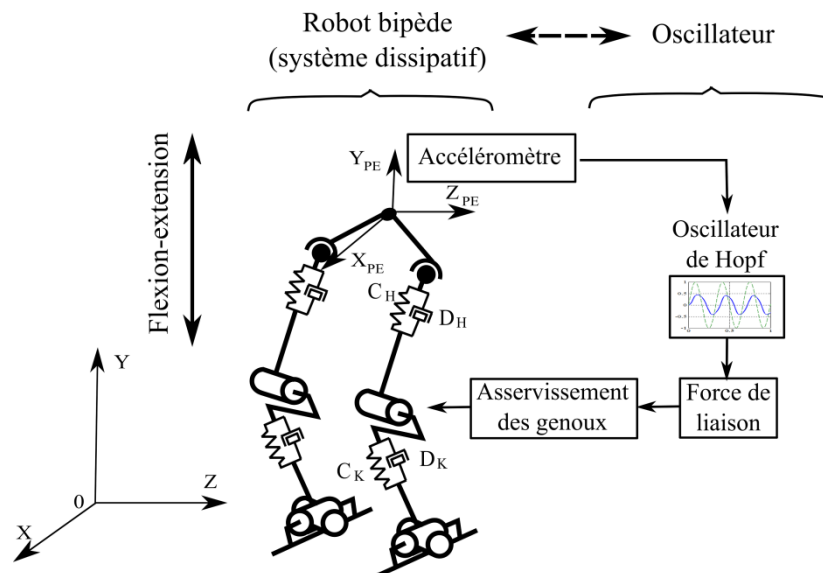 Robot bipède
(système dissipatif)
Oscillateur
Flexion-extension
Y_PE
Accéléromètre
Z_PE
X_PE
Oscillateur
de Hopf
C_H
D_H
Y
Asservissement
des genoux
Force de
liaison
C_K
D_K
Z
0
X